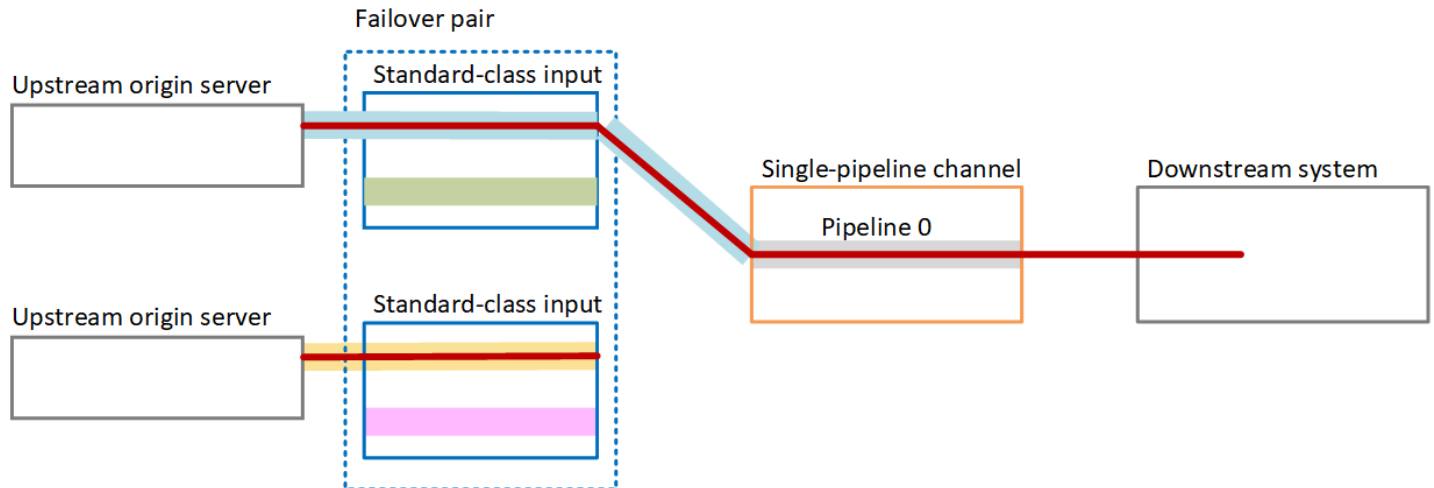 Failover pair
Upstream origin server
Standard-class input
Single-pipeline channel
Downstream system
Pipeline 0
Upstream origin server
Standard-class input